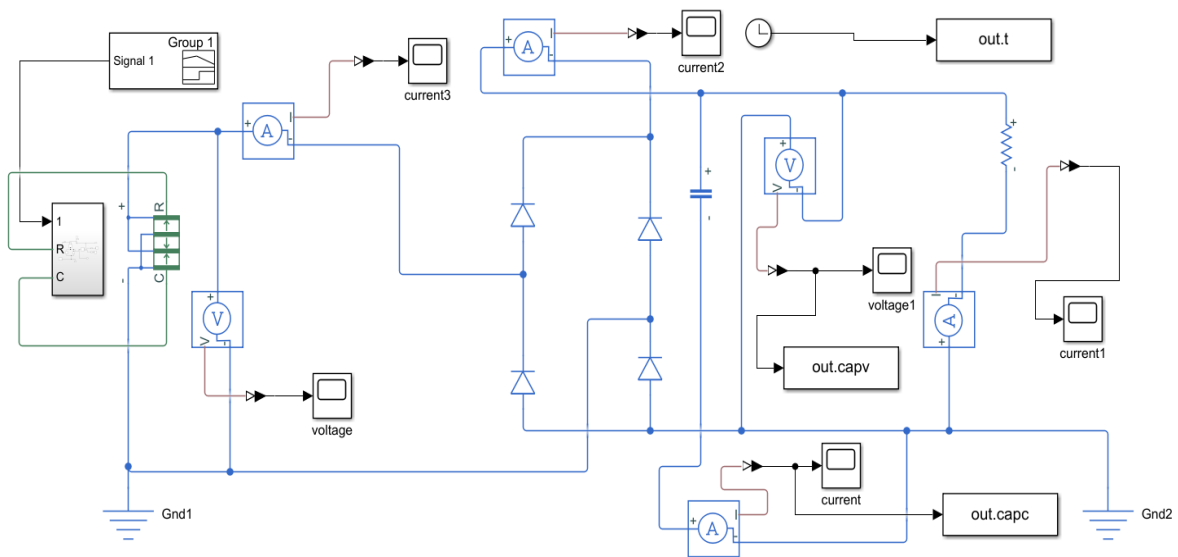 Group 1
Signal 1
current3
A
+
-
I
current2
A
+
-
I
out.t
A
+
-
I
1
R
C
+
-
R
C
V
+
-
V
voltage
+
-
V
+
-
V
voltage1
out.capv
+
-
A
+
-
I
current1
current
A
+
-
I
out.capc
Gnd1
Gnd2